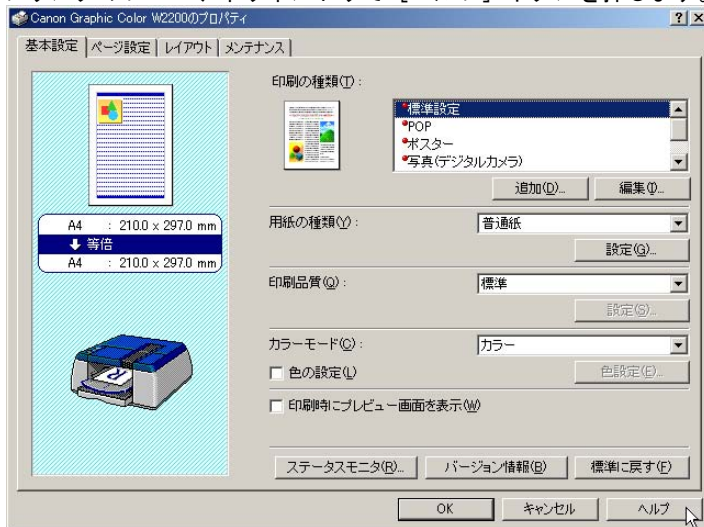 Canon Graphic Color W2200のプロパティ
基本設定 ページ設定 レイアウト メンテナンス
印刷の種類(T):
標準設定
POP
ポスター
写真(デジタルカメラ)
追加(D)... 編集(I)...
A4 : 210.0 x 297.0 mm
等倍
A4 : 210.0 x 297.0 mm
用紙の種類(Y): 普通紙
設定(G)...
印刷品質(Q): 標準
設定(S)...
カラーモード(C): カラー
色の設定(L) 色設定(E)...
印刷時にプレビュー画面を表示(W)
ステータスモニタ(R)... バージョン情報(B) 標準に戻す(F)
OK キャンセル ヘルプ